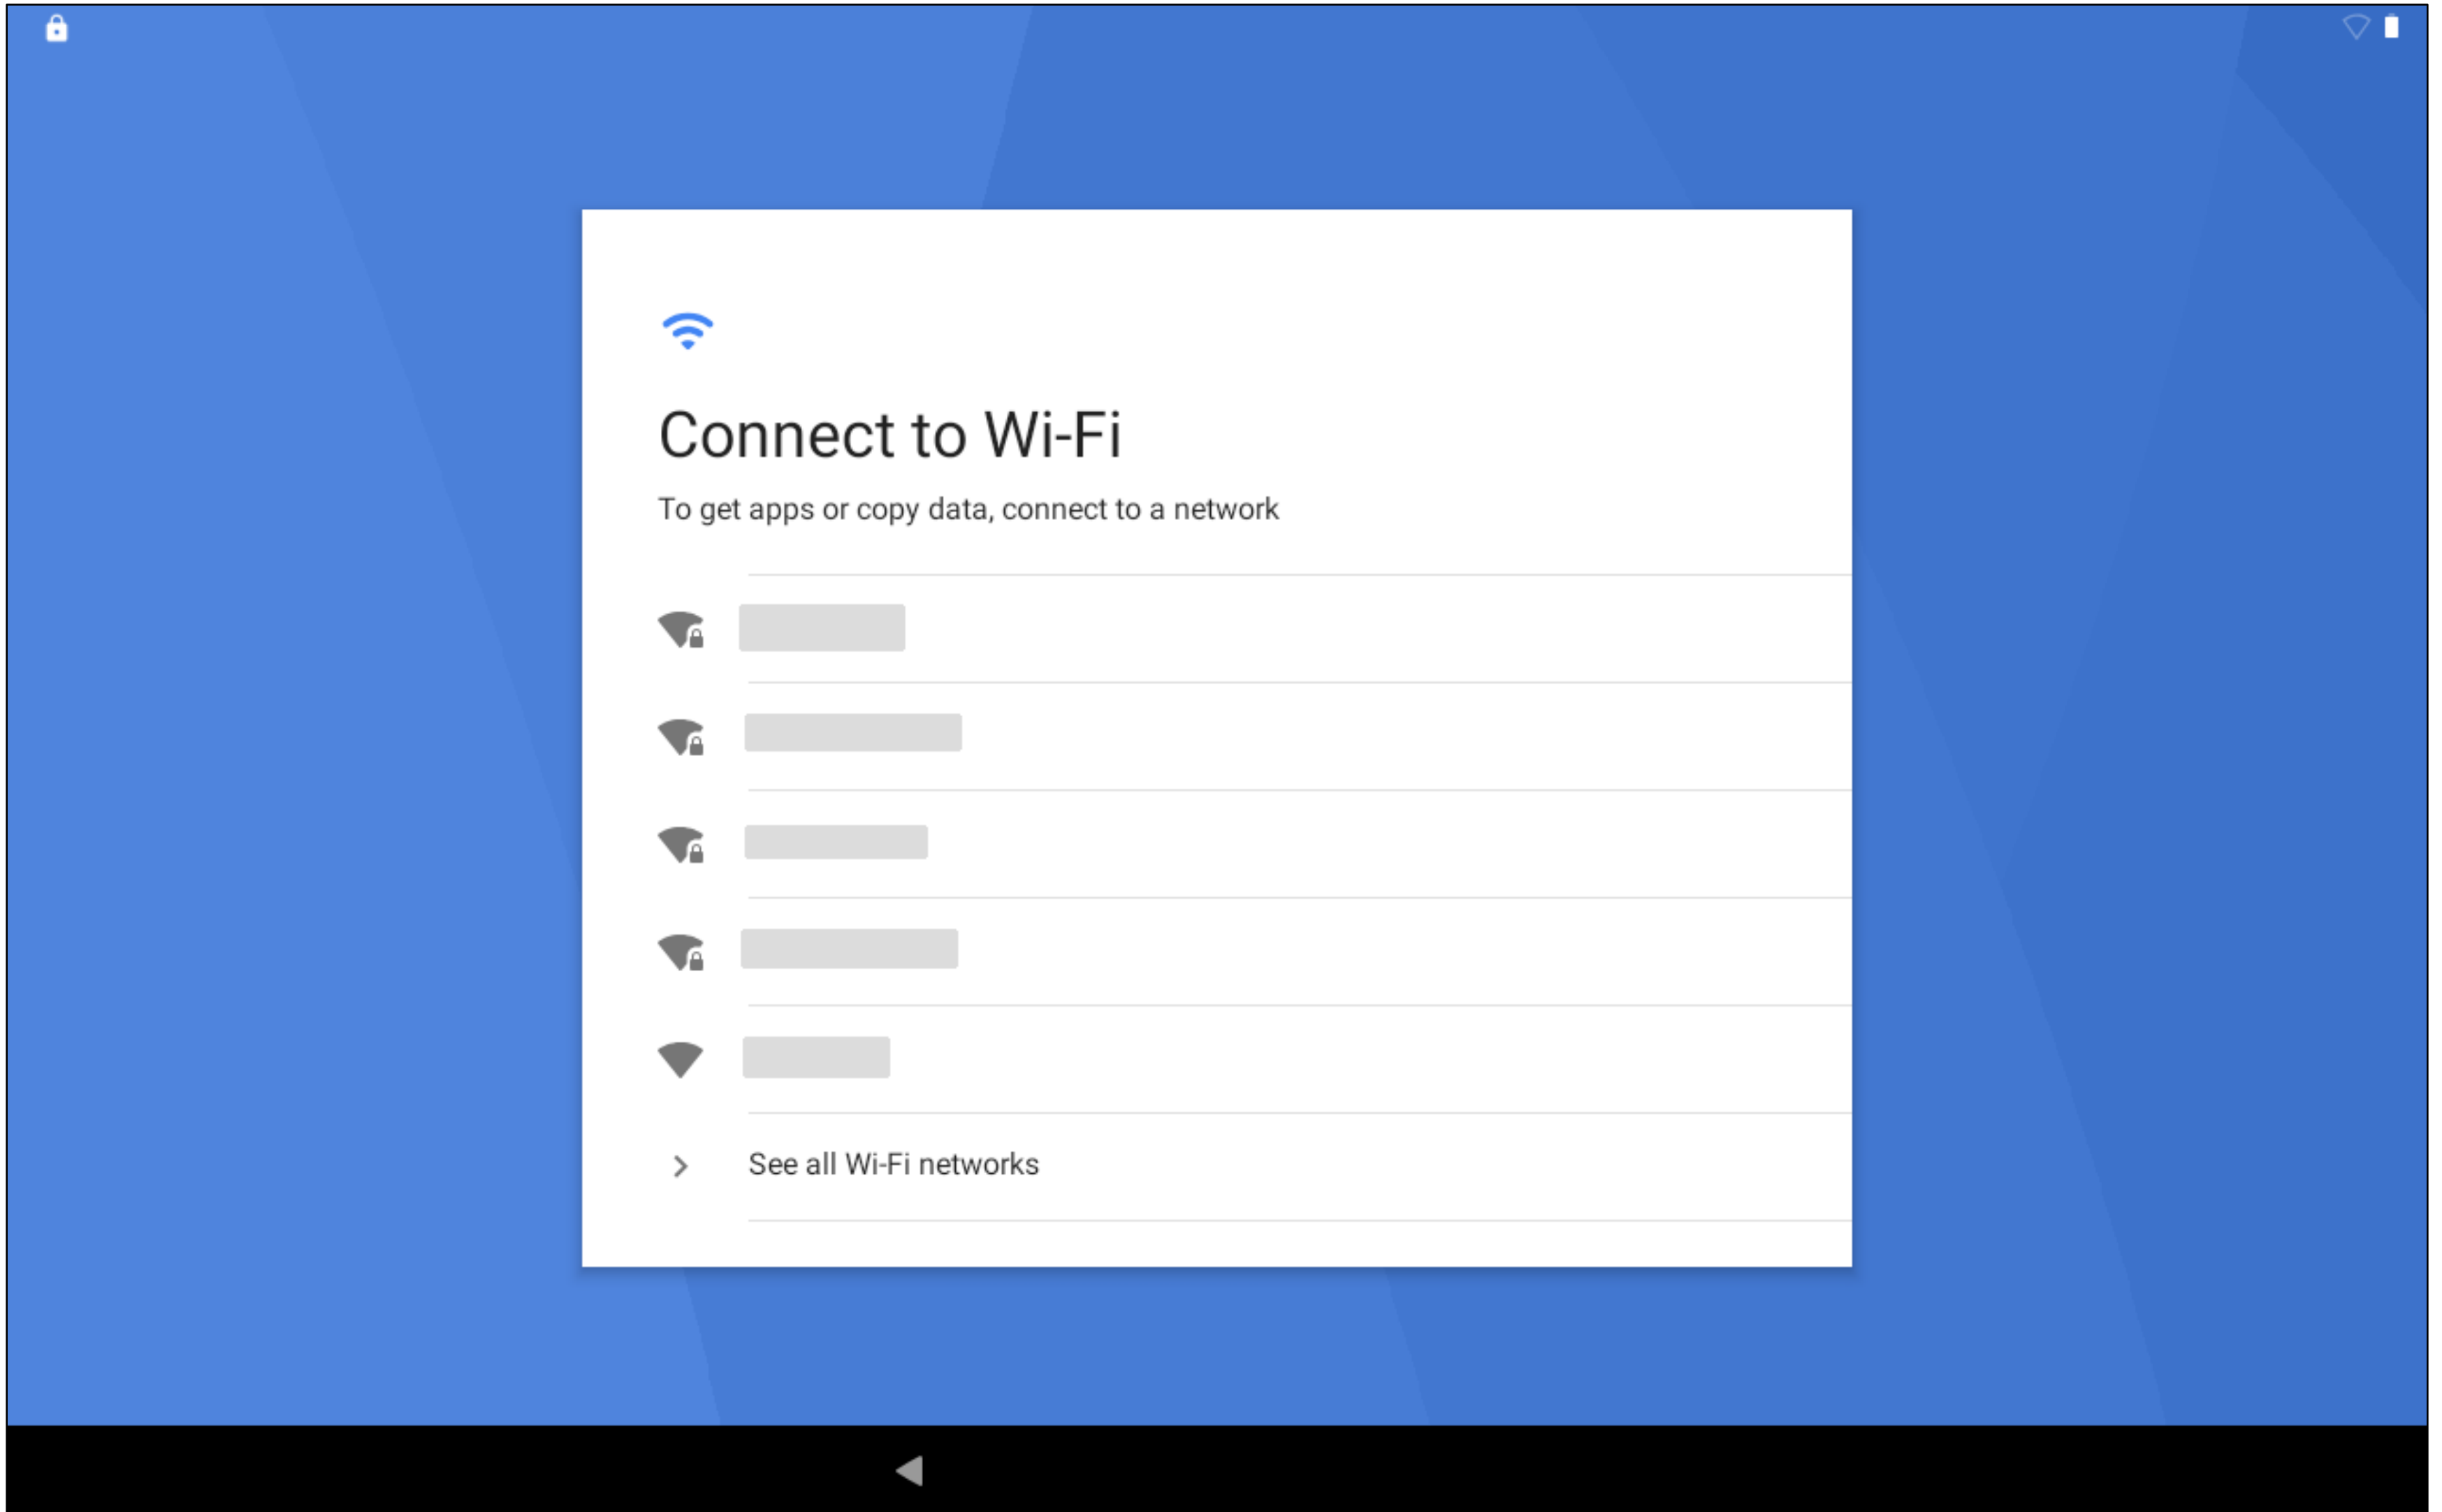 Connect to Wi-Fi
To get apps or copy data, connect to a network
See all Wi-Fi networks